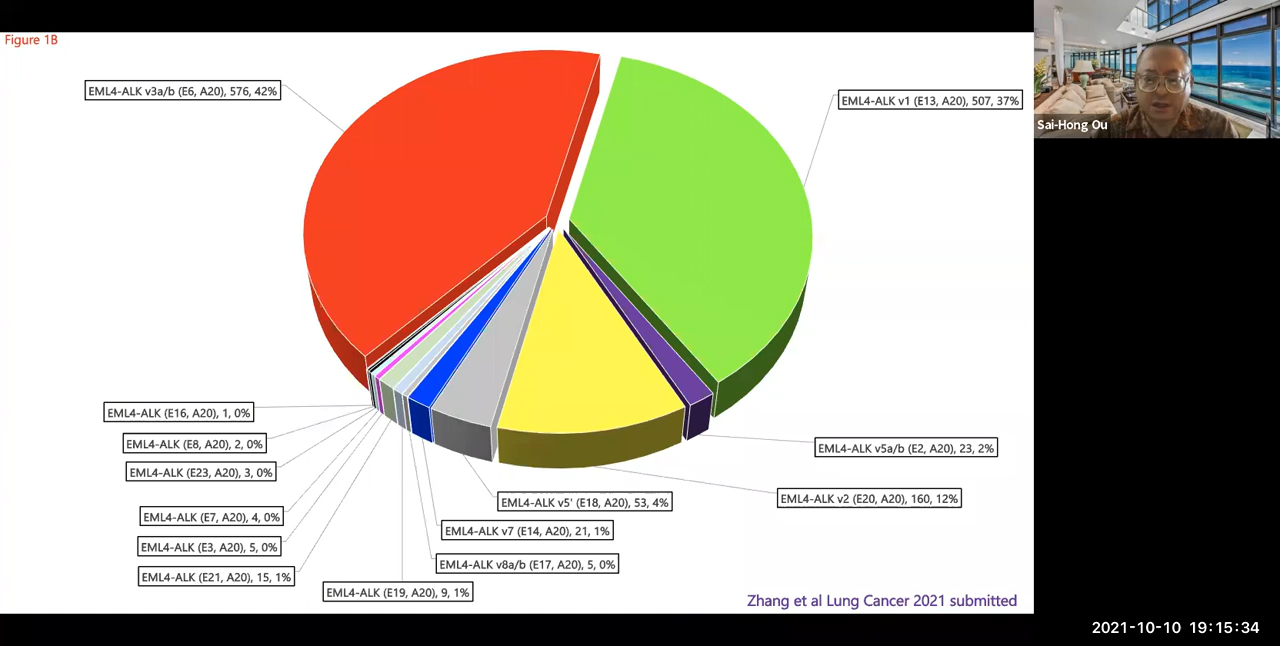 Figure 1B
EML4-ALK v3a/b (E6, A20), 576, 42%
EML4-ALK v1 (E13, A20), 507, 37%
Sai-Hong Ou
EML4-ALK (E16, A20), 1, 0%
EML4-ALK (E8, A20), 2, 0%
EML4-ALK (E23, A20), 3, 0%
EML4-ALK (E7, A20), 4, 0%
EML4-ALK (E3, A20), 5, 0%
EML4-ALK (E21, A20), 15, 1%
EML4-ALK (E19, A20), 9, 1%
EML4-ALK v8a/b (E17, A20), 5, 0%
EML4-ALK v7 (E14, A20), 21, 1%
EML4-ALK v5' (E18, A20), 53, 4%
EML4-ALK v2 (E20, A20), 160, 12%
EML4-ALK v5a/b (E2, A20), 23, 2%
Zhang et al Lung Cancer 2021 submitted
2021-10-10 19:15:34